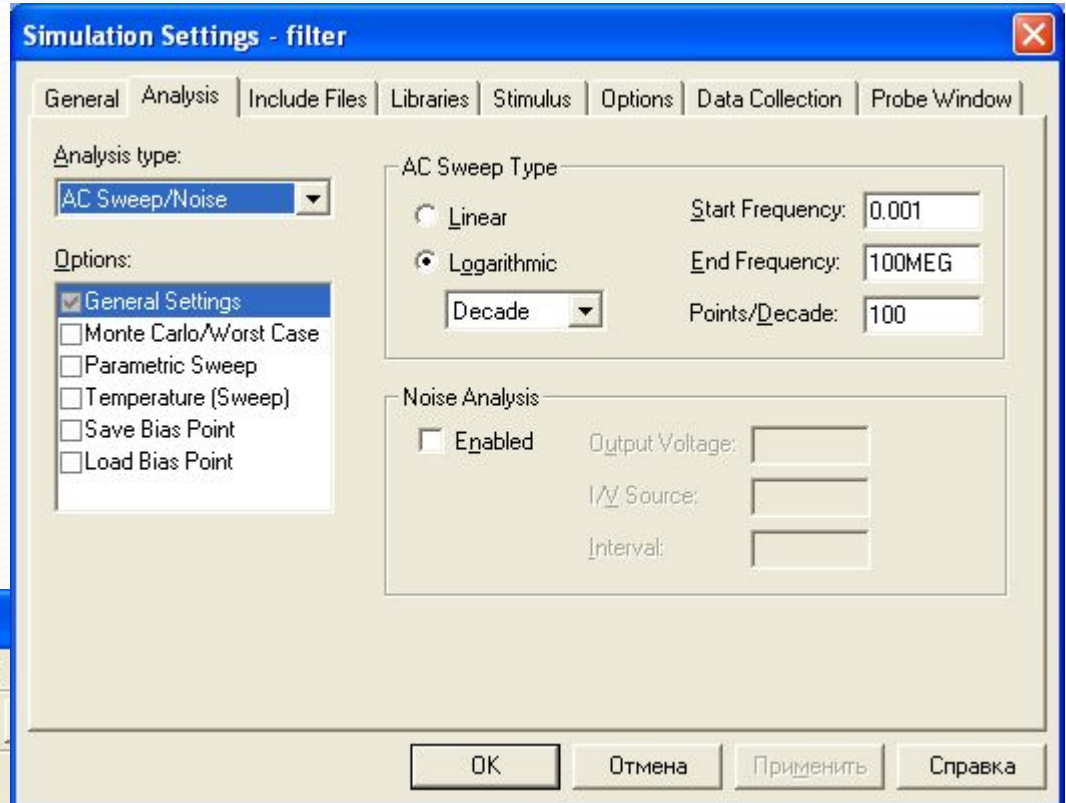 Simulation Settings - filter
General Analysis Include Files Libraries Stimulus Options Data Collection Probe Window
Analysis type:
AC Sweep/Noise
Options:
General Settings
Monte Carlo/Worst Case
Parametric Sweep
Temperature (Sweep)
Save Bias Point
Load Bias Point
AC Sweep Type
Linear
Logarithmic
Decade
Start Frequency: 0.001
End Frequency: 100MEG
Points/Decade: 100
Noise Analysis
Enabled
Output Voltage:
I/V Source:
Interval:
OK Отмена Применить Справка